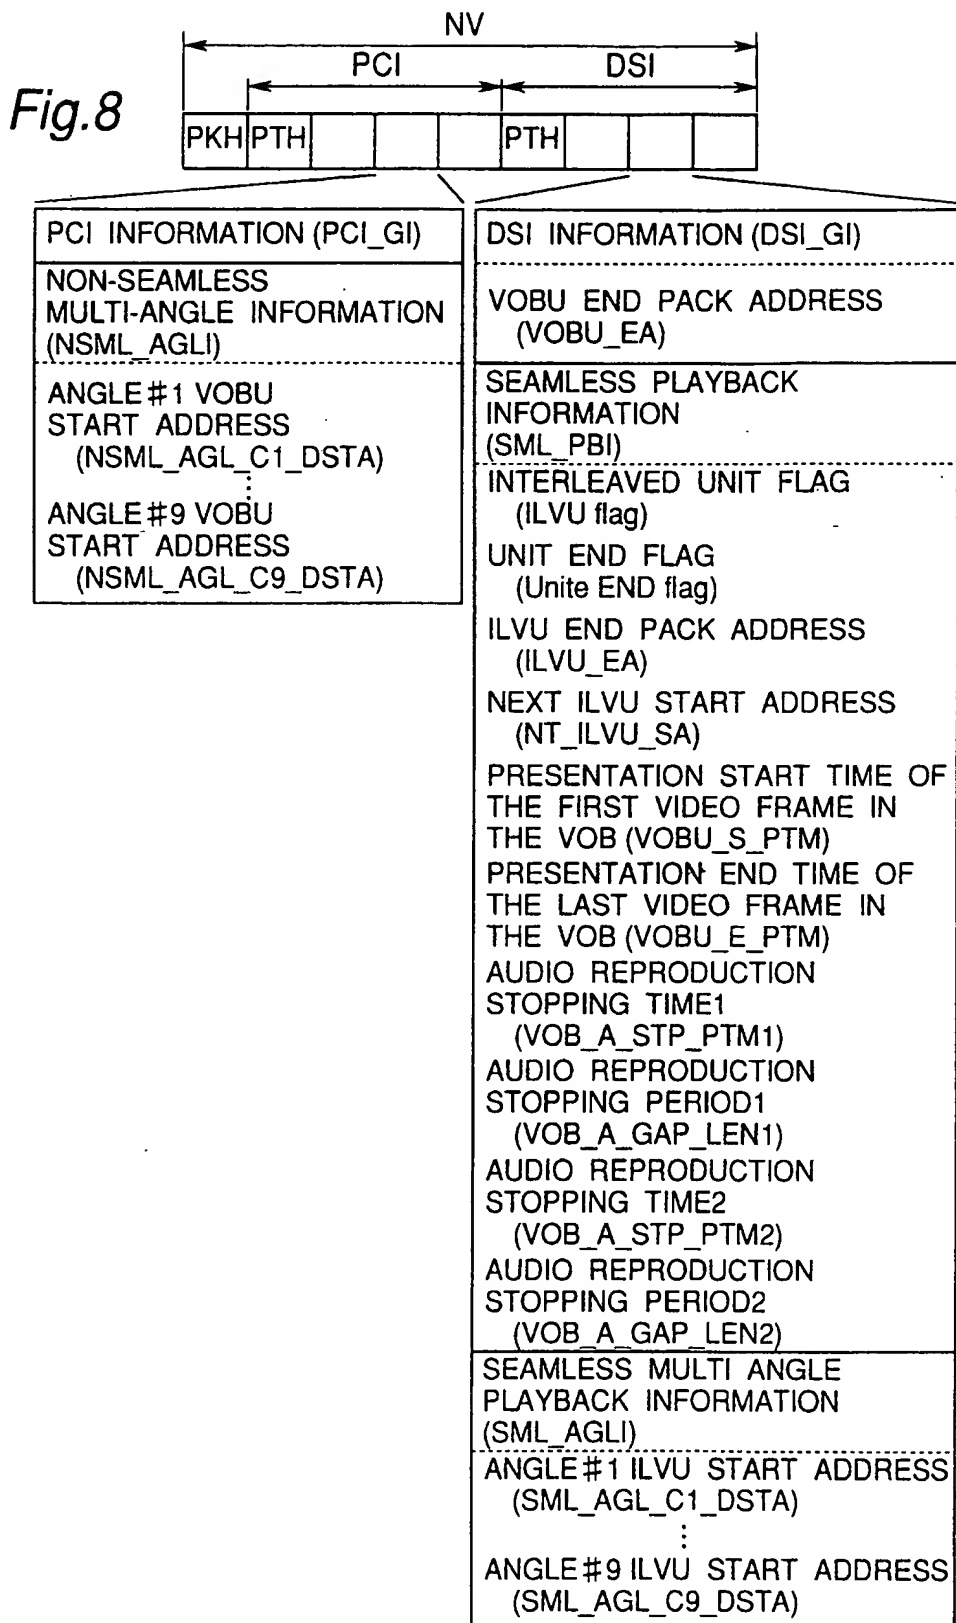 NV
PCI DSI
Fig.8
PKH PTH PTH
PCI INFORMATION (PCI_GI)
NON-SEAMLESS
MULTI-ANGLE INFORMATION
(NSML_AGLI)
ANGLE#1 VOBU
START ADDRESS
(NSML_AGL_C1_DSTA)
⋮
ANGLE#9 VOBU
START ADDRESS
(NSML_AGL_C9_DSTA)
DSI INFORMATION (DSI_GI)
VOBU END PACK ADDRESS
(VOBU_EA)
SEAMLESS PLAYBACK
INFORMATION
(SML_PBI)
INTERLEAVED UNIT FLAG
(ILVU flag)
UNIT END FLAG
(Unite END flag)
ILVU END PACK ADDRESS
(ILVU_EA)
NEXT ILVU START ADDRESS
(NT_ILVU_SA)
PRESENTATION START TIME OF
THE FIRST VIDEO FRAME IN
THE VOB (VOBU_S_PTM)
PRESENTATION END TIME OF
THE LAST VIDEO FRAME IN
THE VOB (VOBU_E_PTM)
AUDIO REPRODUCTION
STOPPING TIME1
(VOB_A_STP_PTM1)
AUDIO REPRODUCTION
STOPPING PERIOD1
(VOB_A_GAP_LEN1)
AUDIO REPRODUCTION
STOPPING TIME2
(VOB_A_STP_PTM2)
AUDIO REPRODUCTION
STOPPING PERIOD2
(VOB_A_GAP_LEN2)
SEAMLESS MULTI ANGLE
PLAYBACK INFORMATION
(SML_AGLI)
ANGLE#1 ILVU START ADDRESS
(SML_AGL_C1_DSTA)
⋮
ANGLE#9 ILVU START ADDRESS
(SML_AGL_C9_DSTA)